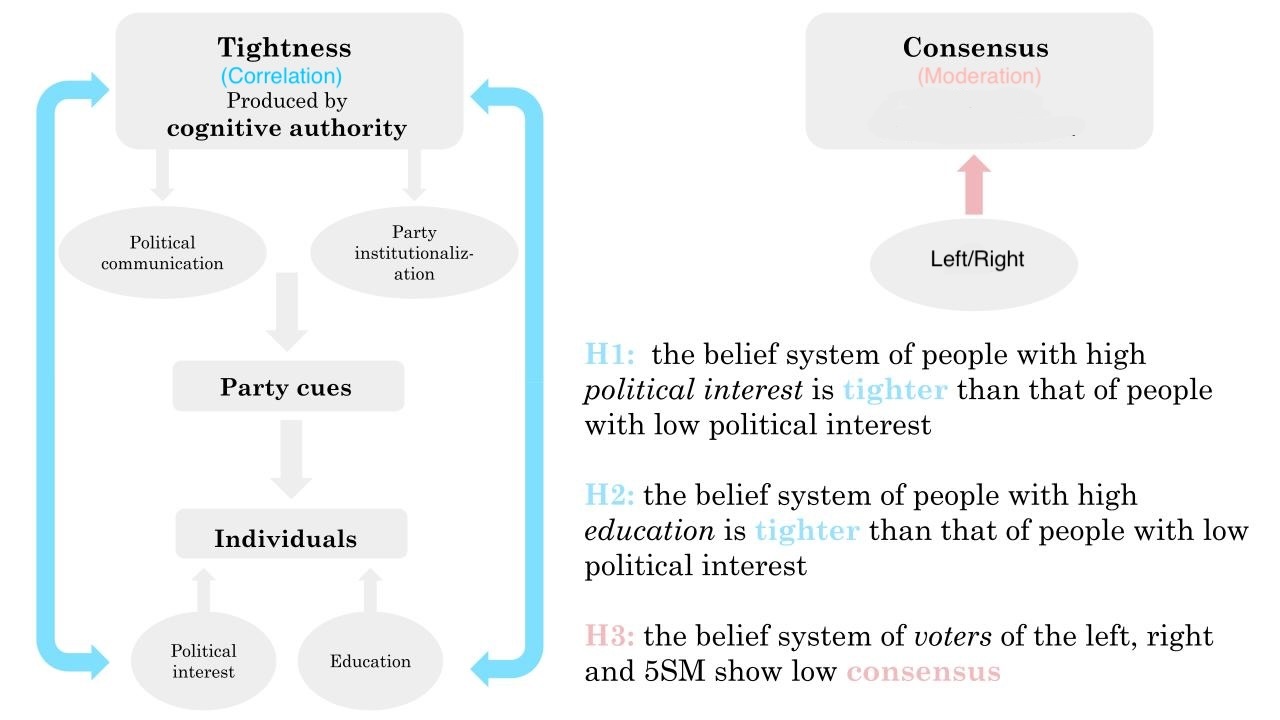 Tightness
(Correlation)
Produced by
cognitive authority
Political
communication
Party
institutionaliz-
ation
Party cues
Individuals
Political
interest
Education
Consensus
(Moderation)
Left/Right
H1: the belief system of people with high
political interest is tighter than that of people
with low political interest
H2: the belief system of people with high
education is tighter than that of people with low
political interest
H3: the belief system of voters of the left, right
and 5SM show low consensus